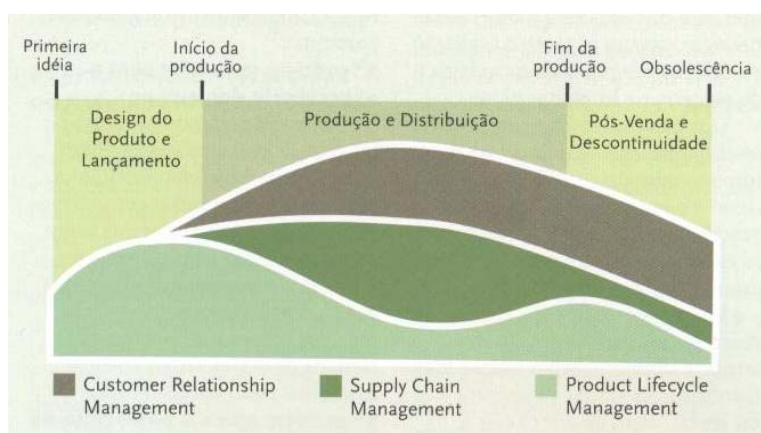 Primeira
idéia
Início da
produção
Fim da
produção
Obsolescência
Design do
Produto e
Lançamento
Produção e Distribuição
Pós-Venda e
Descontinuidade
Customer Relationship
Management
Supply Chain
Management
Product Lifecycle
Management